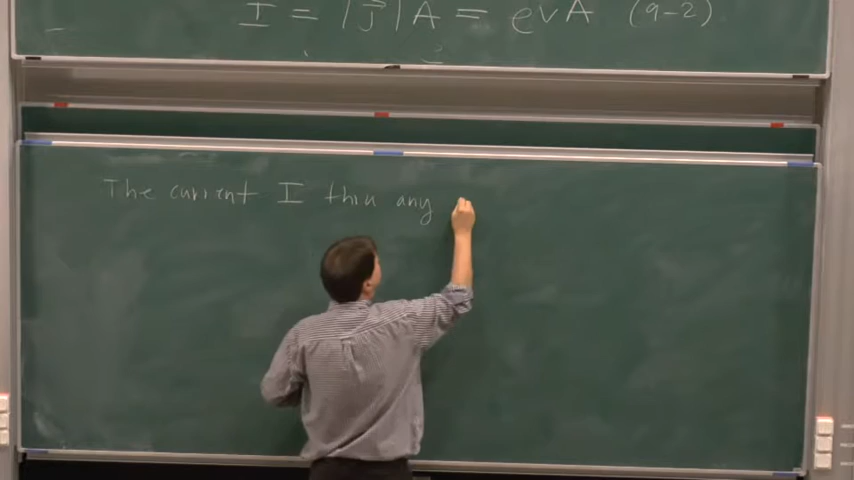 I = |j⃗|A = evA (9-2)
The current I thru any